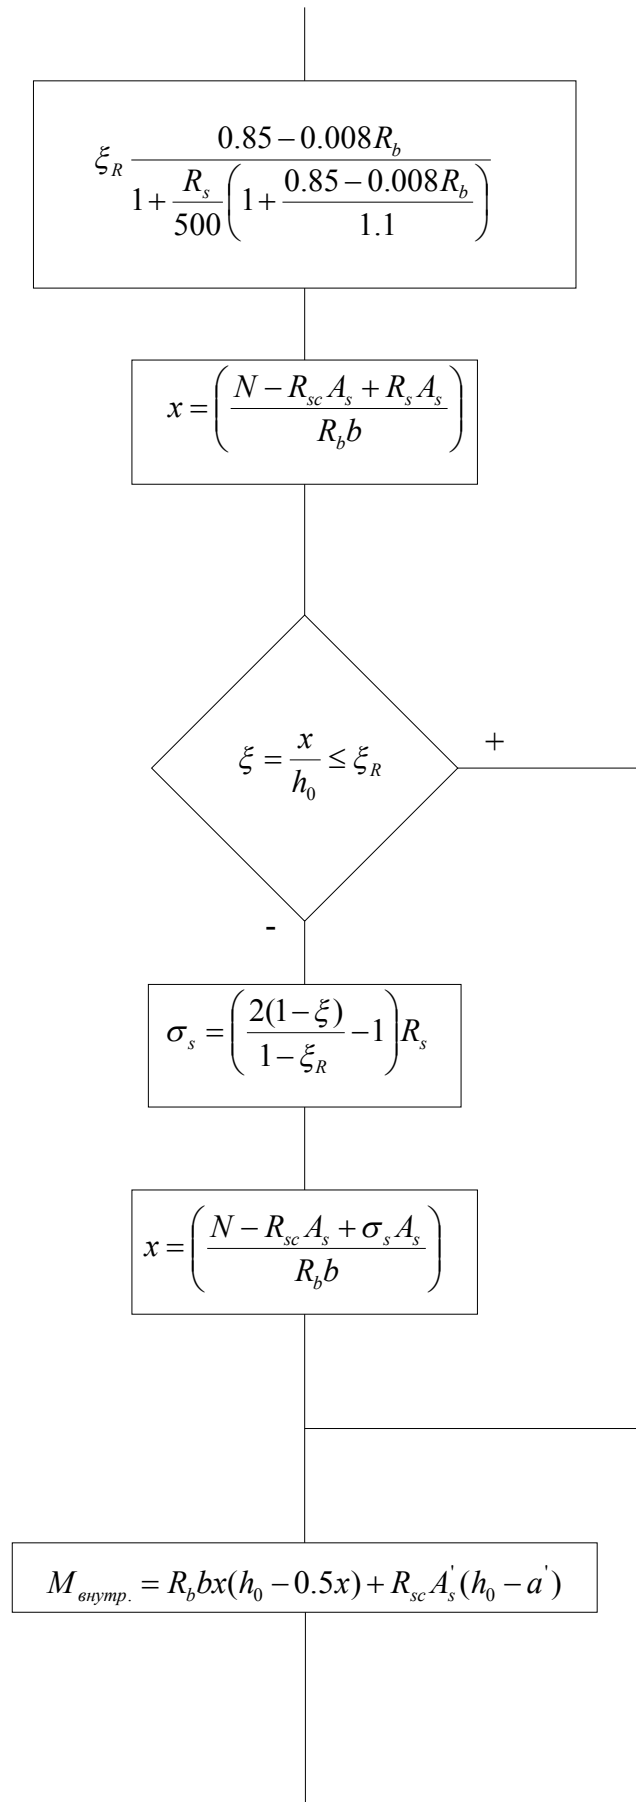 ξ_R (0.85 − 0.008R_b) / (1 + (R_s / 500)(1 + (0.85 − 0.008R_b) / 1.1))
x = ((N − R_sc A_s + R_s A_s) / (R_b b))
ξ = x / h_0 ≤ ξ_R
+
-
σ_s = (2(1 − ξ) / (1 − ξ_R) − 1) R_s
x = ((N − R_sc A_s + σ_s A_s) / (R_b b))
M_внутр. = R_b bx(h_0 − 0.5x) + R_sc A_s^'(h_0 − a^')